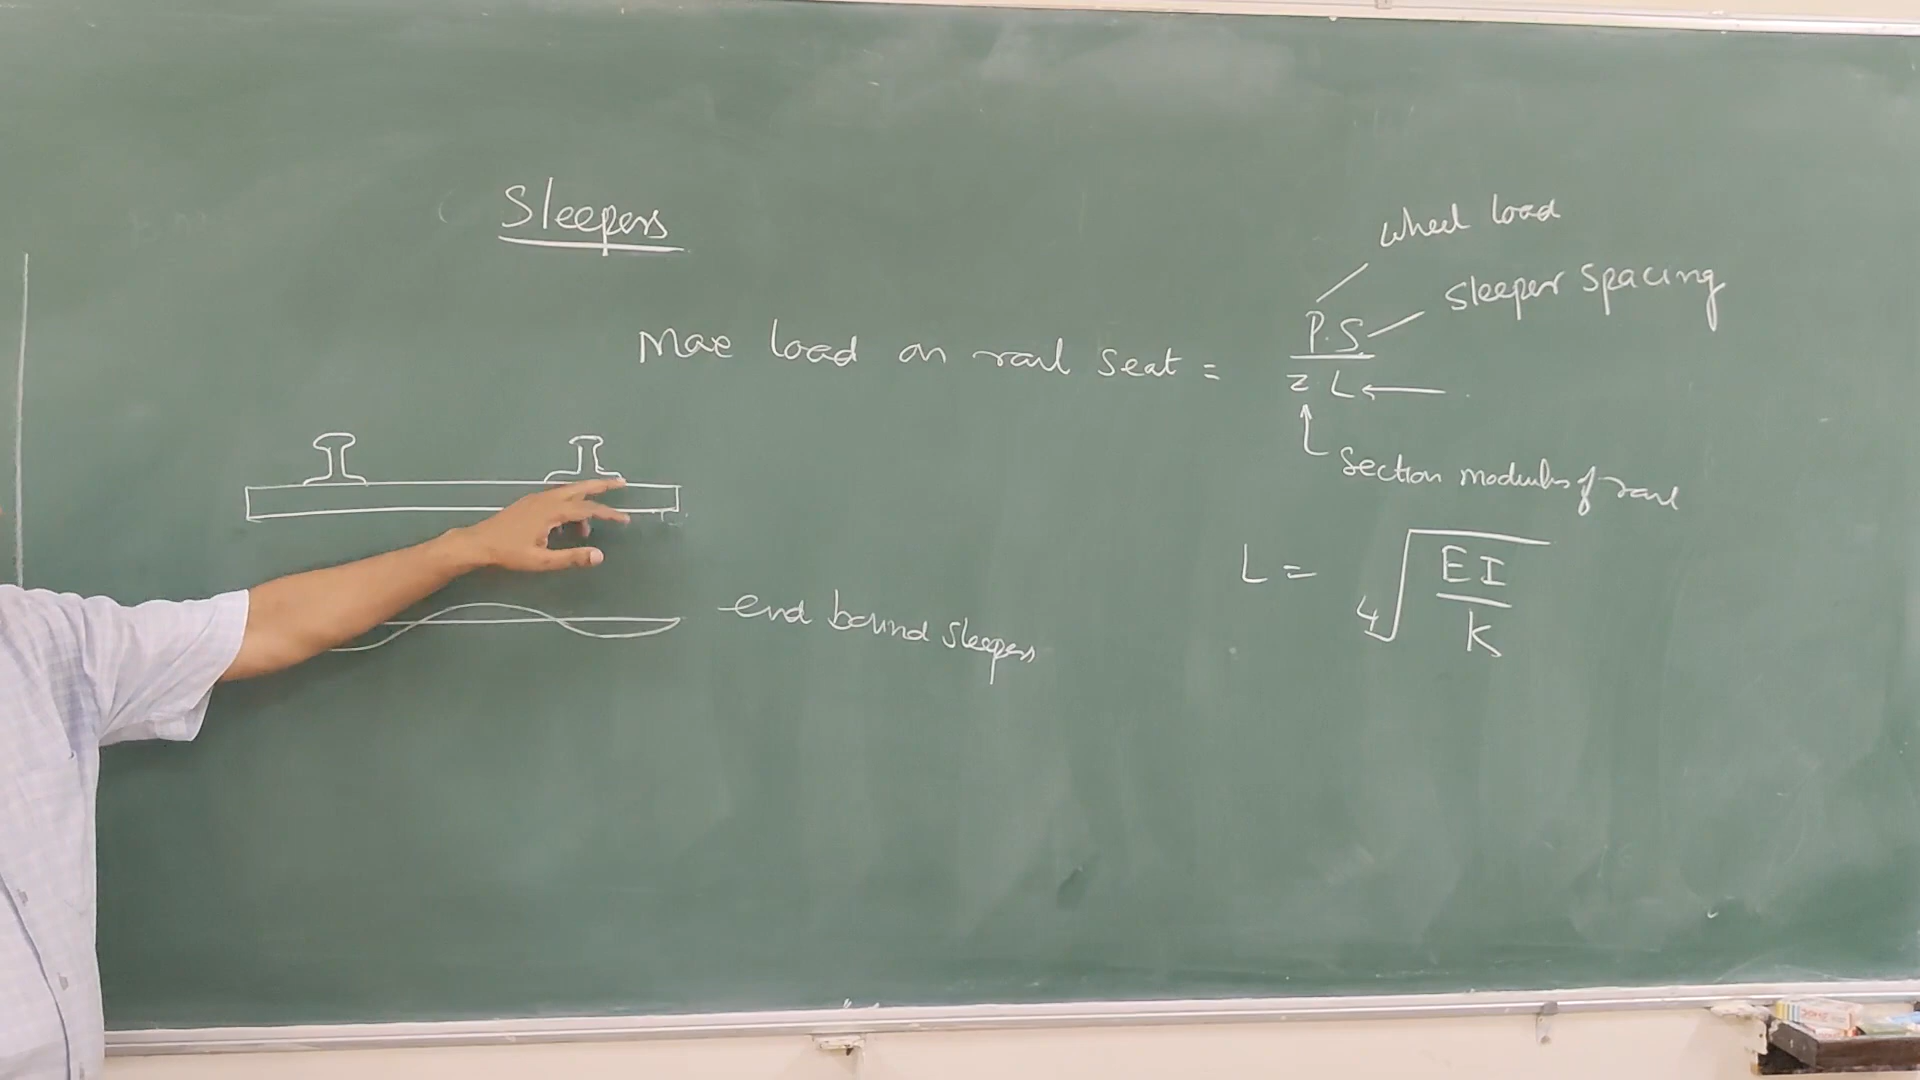 Sleepers
wheel load
Sleeper spacing
Max load on rail seat = P.S. / z L
Section modulus of rail
L = ⁴√(EI / K)
end bound sleepers